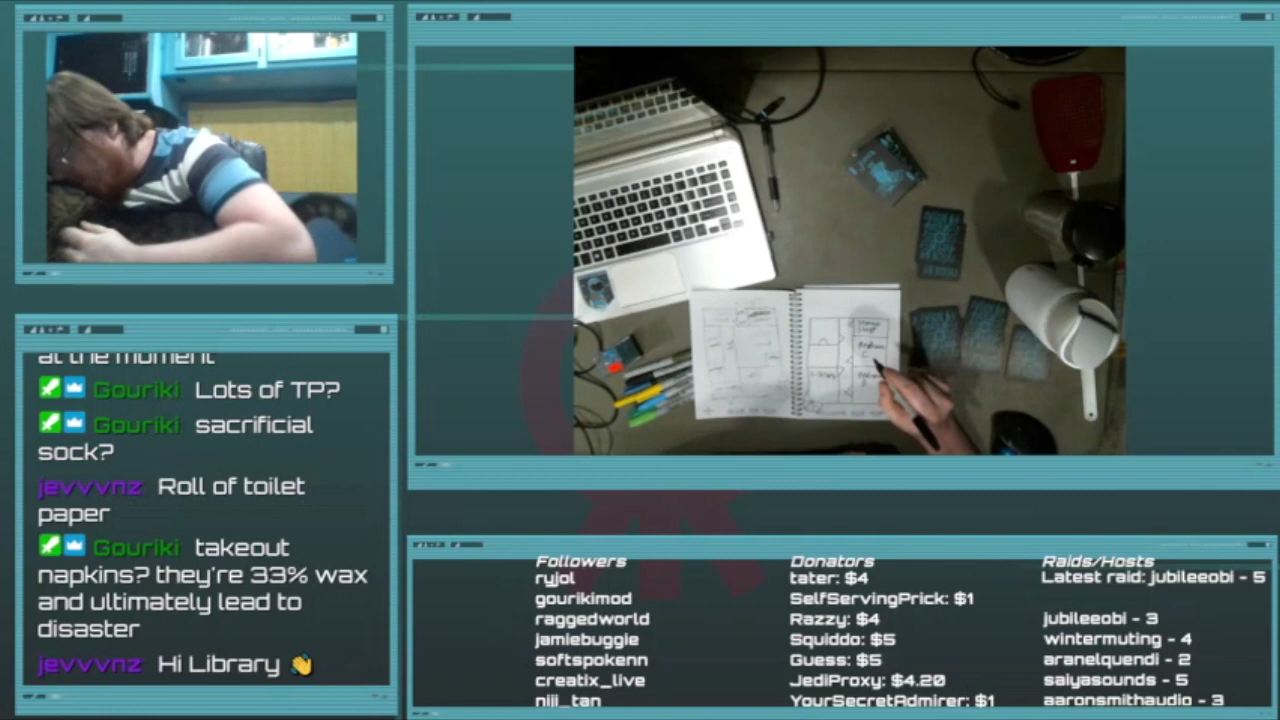 at the moment
Gouriki Lots of TP?
Gouriki sacrificial
sock?
jevvvnz Roll of toilet
paper
Gouriki takeout
napkins? they're 33% wax
and ultimately lead to
disaster
jevvvnz Hi Library 👋
Followers
ryjol
gourikimod
raggedworld
jamiebuggie
softspokenn
creatix_live
niji_tan
Donators
tater: $4
SelfServingPrick: $1
Razzy: $4
Squiddo: $5
Guess: $5
JediProxy: $4.20
YourSecretAdmirer: $1
Raids/Hosts
Latest raid: jubileeobi - 5
jubileeobi - 3
wintermuting - 4
aranelquendi - 2
saiyasounds - 5
aaronsmithaudio - 3